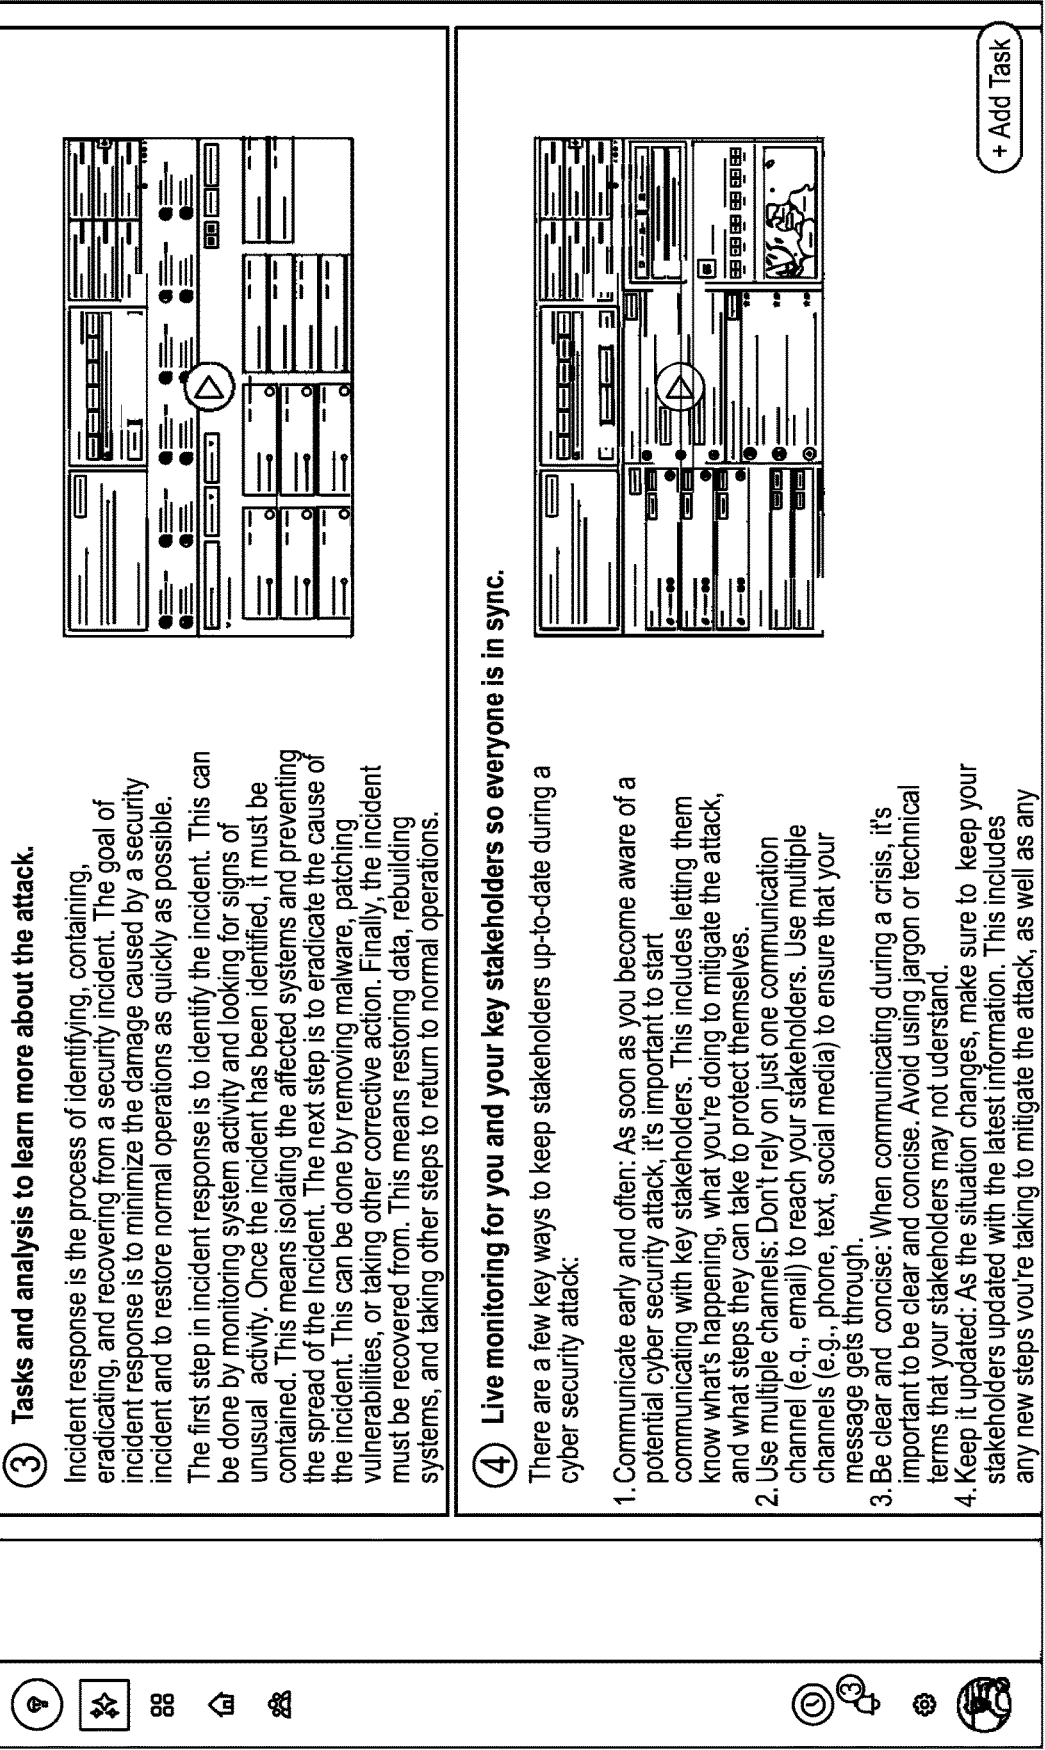 3 Tasks and analysis to learn more about the attack.
Incident response is the process of identifying, containing,
eradicating, and recovering from a security incident. The goal of
incident response is to minimize the damage caused by a security
incident and to restore normal operations as quickly as possible.
The first step in incident response is to identify the incident. This can
be done by monitoring system activity and looking for signs of
unusual activity. Once the incident has been identified, it must be
contained. This means isolating the affected systems and preventing
the spread of the Incident. The next step is to eradicate the cause of
the incident. This can be done by removing malware, patching
vulnerabilities, or taking other corrective action. Finally, the incident
must be recovered from. This means restoring data, rebuilding
systems, and taking other steps to return to normal operations.
4 Live monitoring for you and your key stakeholders so everyone is in sync.
There are a few key ways to keep stakeholders up-to-date during a
cyber security attack:
1. Communicate early and often: As soon as you become aware of a
potential cyber security attack, it's important to start
communicating with key stakeholders. This includes letting them
know what's happening, what you're doing to mitigate the attack,
and what steps they can take to protect themselves.
2. Use multiple channels: Don't rely on just one communication
channel (e.q., email) to reach your stakeholders. Use multiple
channels (e.g., phone, text, social media) to ensure that your
message gets through.
3. Be clear and concise: When communicating during a crisis, it's
important to be clear and concise. Avoid using jargon or technical
terms that your stakeholders may not uderstand.
4. Keep it updated: As the situation changes, make sure to keep your
stakeholders updated with the latest information. This includes
any new steps you're taking to mitigate the attack, as well as any
+ Add Task
3